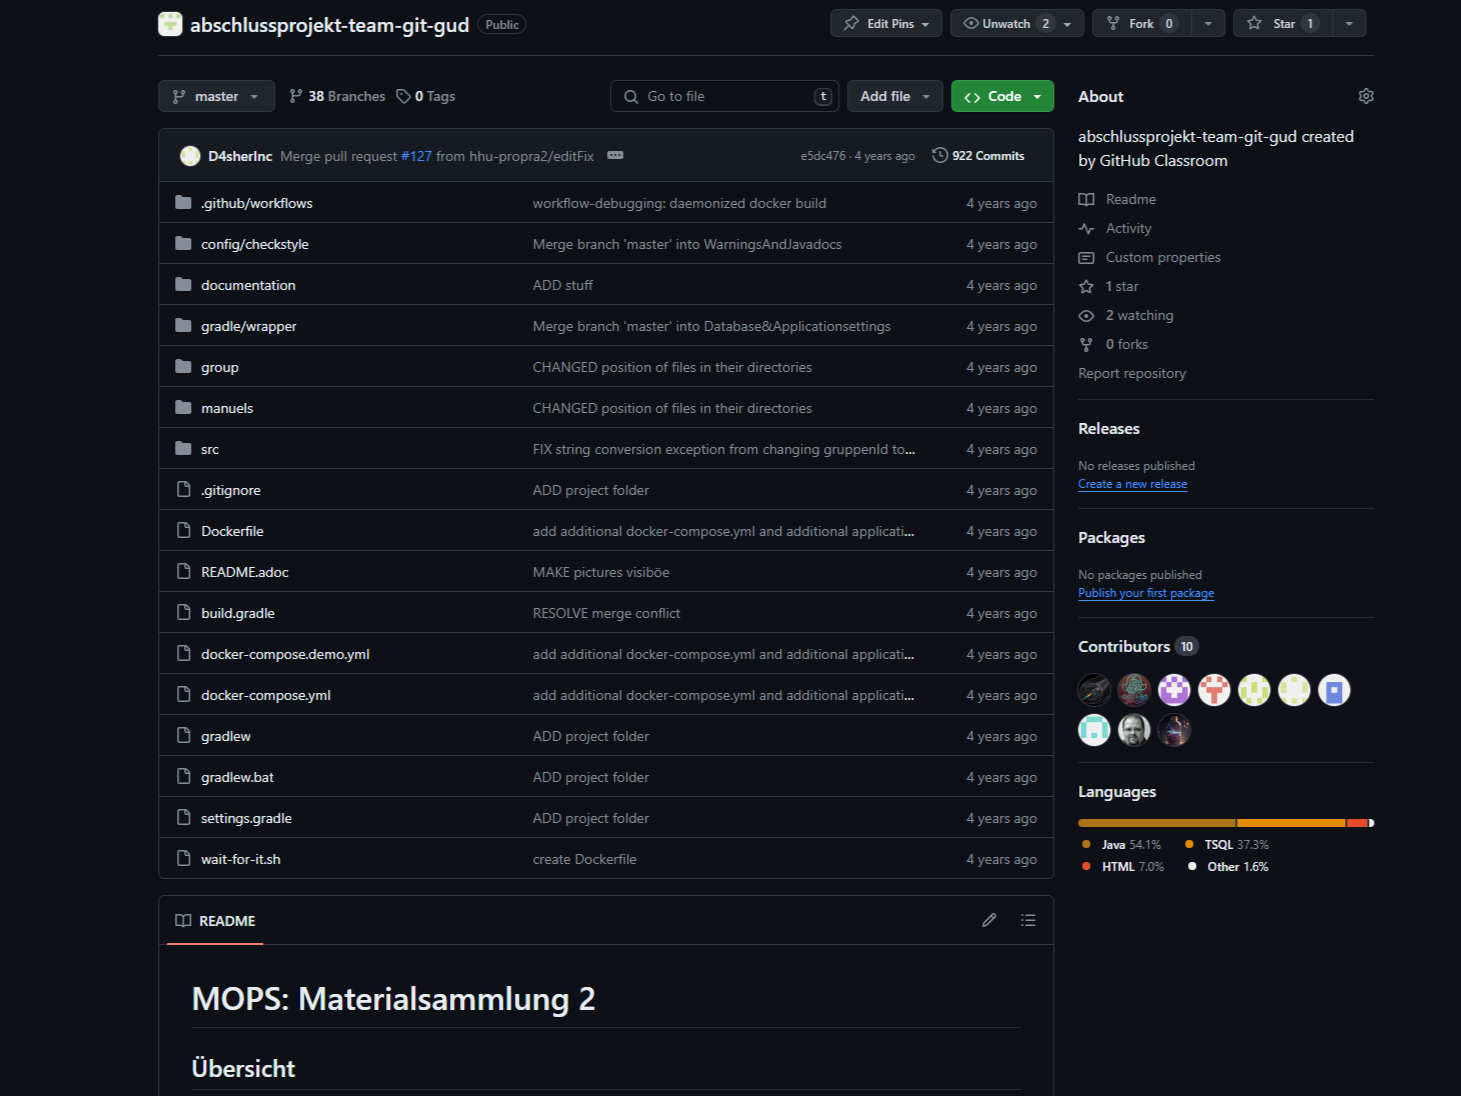 abschlussprojekt-team-git-gud Public Edit Pins Unwatch 2 Fork 0 Star 1
master 38 Branches 0 Tags Go to file t Add file Code
D4sherInc Merge pull request #127 from hhu-propra2/editFix e5dc476 · 4 years ago 922 Commits
.github/workflows workflow-debugging: daemonized docker build 4 years ago
config/checkstyle Merge branch 'master' into WarningsAndJavadocs 4 years ago
documentation ADD stuff 4 years ago
gradle/wrapper Merge branch 'master' into Database&Applicationsettings 4 years ago
group CHANGED position of files in their directories 4 years ago
manuels CHANGED position of files in their directories 4 years ago
src FIX string conversion exception from changing gruppenId to... 4 years ago
.gitignore ADD project folder 4 years ago
Dockerfile add additional docker-compose.yml and additional applicati... 4 years ago
README.adoc MAKE pictures visiböe 4 years ago
build.gradle RESOLVE merge conflict 4 years ago
docker-compose.demo.yml add additional docker-compose.yml and additional applicati... 4 years ago
docker-compose.yml add additional docker-compose.yml and additional applicati... 4 years ago
gradlew ADD project folder 4 years ago
gradlew.bat ADD project folder 4 years ago
settings.gradle ADD project folder 4 years ago
wait-for-it.sh create Dockerfile 4 years ago
README
MOPS: Materialsammlung 2
Übersicht
About
abschlussprojekt-team-git-gud created
by GitHub Classroom
Readme
Activity
Custom properties
1 star
2 watching
0 forks
Report repository
Releases
No releases published
Create a new release
Packages
No packages published
Publish your first package
Contributors 10
Languages
Java 54.1% TSQL 37.3%
HTML 7.0% Other 1.6%